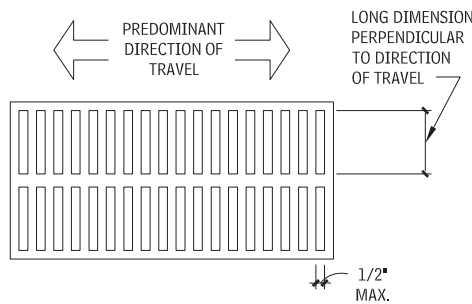 PREDOMINANT
DIRECTION OF
TRAVEL
LONG DIMENSION
PERPENDICULAR
TO DIRECTION
OF TRAVEL
1/2"
MAX.